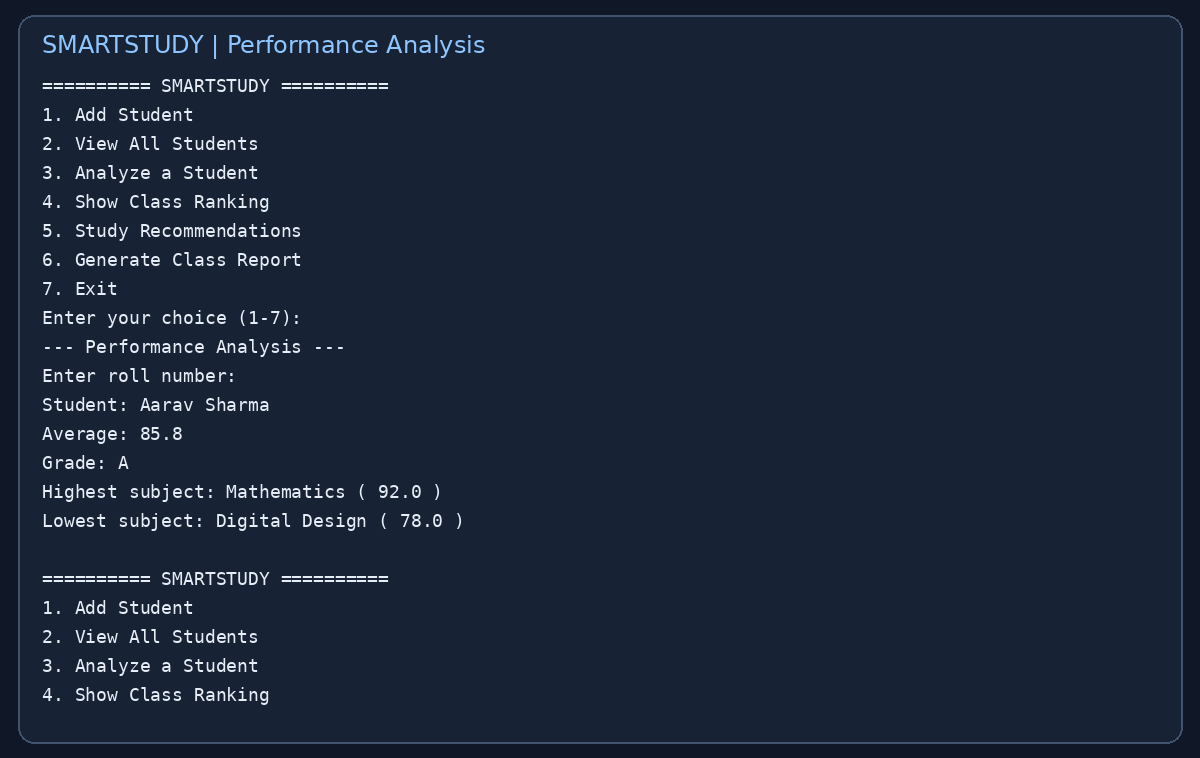 SMARTSTUDY | Performance Analysis
========== SMARTSTUDY ==========
1. Add Student
2. View All Students
3. Analyze a Student
4. Show Class Ranking
5. Study Recommendations
6. Generate Class Report
7. Exit
Enter your choice (1-7):
--- Performance Analysis ---
Enter roll number:
Student: Aarav Sharma
Average: 85.8
Grade: A
Highest subject: Mathematics ( 92.0 )
Lowest subject: Digital Design ( 78.0 )

========== SMARTSTUDY ==========
1. Add Student
2. View All Students
3. Analyze a Student
4. Show Class Ranking